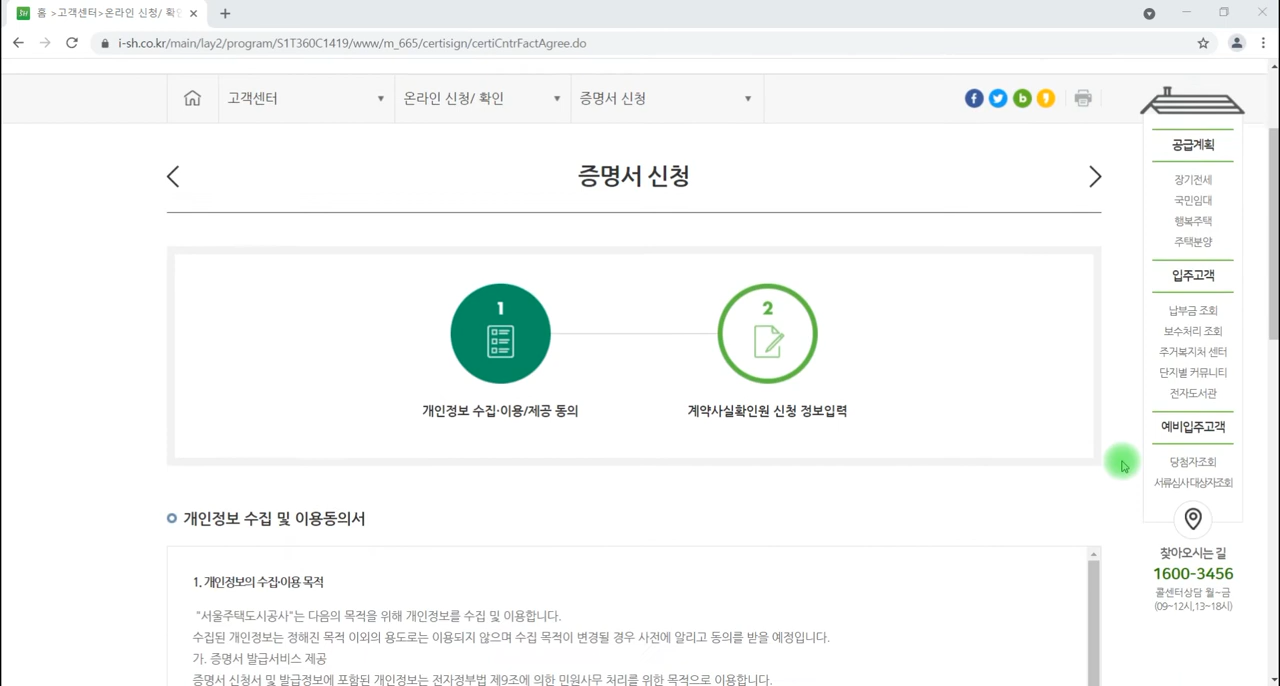 홈 >고객센터>온라인 신청/ 확인
i-sh.co.kr/main/lay2/program/S1T360C1419/www/m_665/certisign/certiCntrFactAgree.do
고객센터
온라인 신청/ 확인
증명서 신청
증명서 신청
1
2
개인정보 수집·이용/제공 동의
계약사실확인원 신청 정보입력
개인정보 수집 및 이용동의서
1. 개인정보의 수집·이용 목적
"서울주택도시공사"는 다음의 목적을 위해 개인정보를 수집 및 이용합니다.
수집된 개인정보는 정해진 목적 이외의 용도로는 이용되지 않으며 수집 목적이 변경될 경우 사전에 알리고 동의를 받을 예정입니다.
가. 증명서 발급서비스 제공
증명서 신청서 및 발급정보에 포함된 개인정보는 전자정부법 제9조에 의한 민원사무 처리를 위한 목적으로 이용합니다.
공급계획
장기전세
국민임대
행복주택
주택분양
입주고객
납부금 조회
보수처리 조회
주거복지처 센터
단지별 커뮤니티
전자도서관
예비입주고객
당첨자조회
서류심사 대상자조회
찾아오시는 길
1600-3456
콜센터상담 월~금
(09~12시,13~18시)